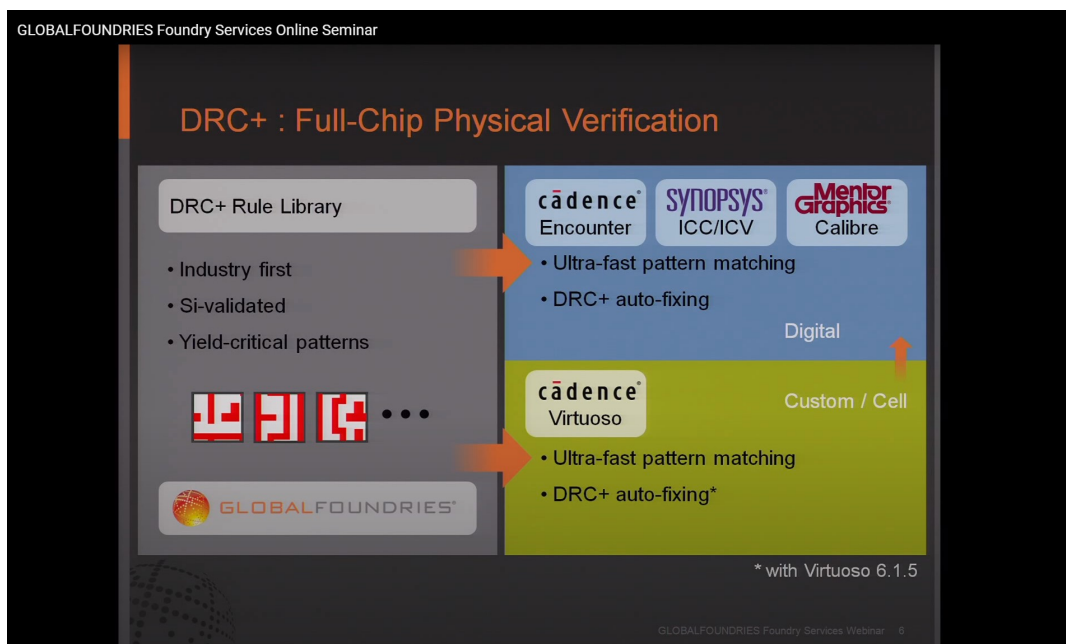 GLOBALFOUNDRIES Foundry Services Online Seminar
DRC+ : Full-Chip Physical Verification
DRC+ Rule Library
• Industry first
• Si-validated
• Yield-critical patterns
GLOBALFOUNDRIES®
cādence®
Encounter
SYNOPSYS®
ICC/ICV
Mentor
Graphics®
Calibre
• Ultra-fast pattern matching
• DRC+ auto-fixing
Digital
cādence®
Virtuoso
Custom / Cell
• Ultra-fast pattern matching
• DRC+ auto-fixing*
* with Virtuoso 6.1.5
GLOBALFOUNDRIES Foundry Services Webinar 6